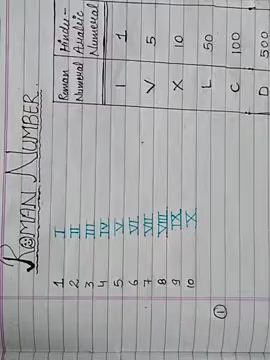 ROMAN NUMBER.
1 I
2 II
3 III
4 IV
5 V
6 VI
7 VII
8 VIII
9 IX
10 X
Roman Numeral | Hindu-Arabic Numeral
I 1
V 5
X 10
L 50
C 100
D 500
①